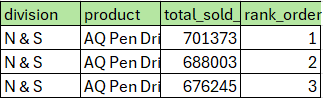 division product total_sold_ rank_order
N & S AQ Pen Dri 701373 1
N & S AQ Pen Dri 688003 2
N & S AQ Pen Dri 676245 3